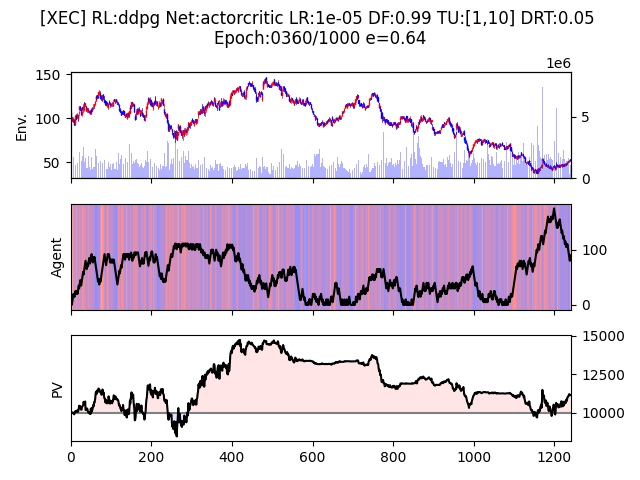 [XEC] RL:ddpg Net:actorcritic LR:1e-05 DF:0.99 TU:[1,10] DRT:0.05
Epoch:0360/1000 e=0.64
1e6
150
100
50
Env.
5
0
Agent
100
0
PV
15000
12500
10000
0 200 400 600 800 1000 1200